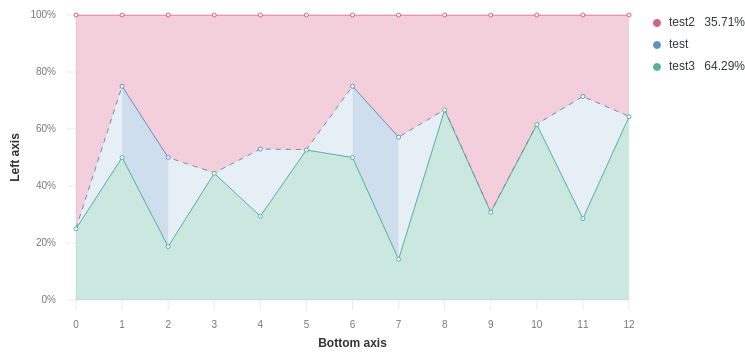 100%
80%
60%
40%
20%
0%
Left axis
0 1 2 3 4 5 6 7 8 9 10 11 12
Bottom axis
test2 35.71%
test
test3 64.29%